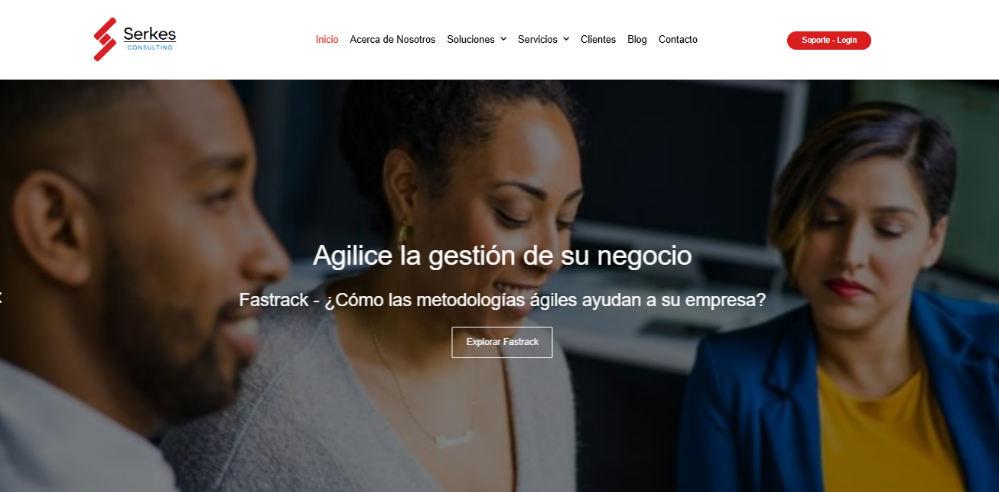 Serkes
CONSULTING
Inicio Acerca de Nosotros Soluciones Servicios Clientes Blog Contacto
Soporte - Login
Agilice la gestión de su negocio
Fastrack - ¿Cómo las metodologías ágiles ayudan a su empresa?
Explorar Fastrack